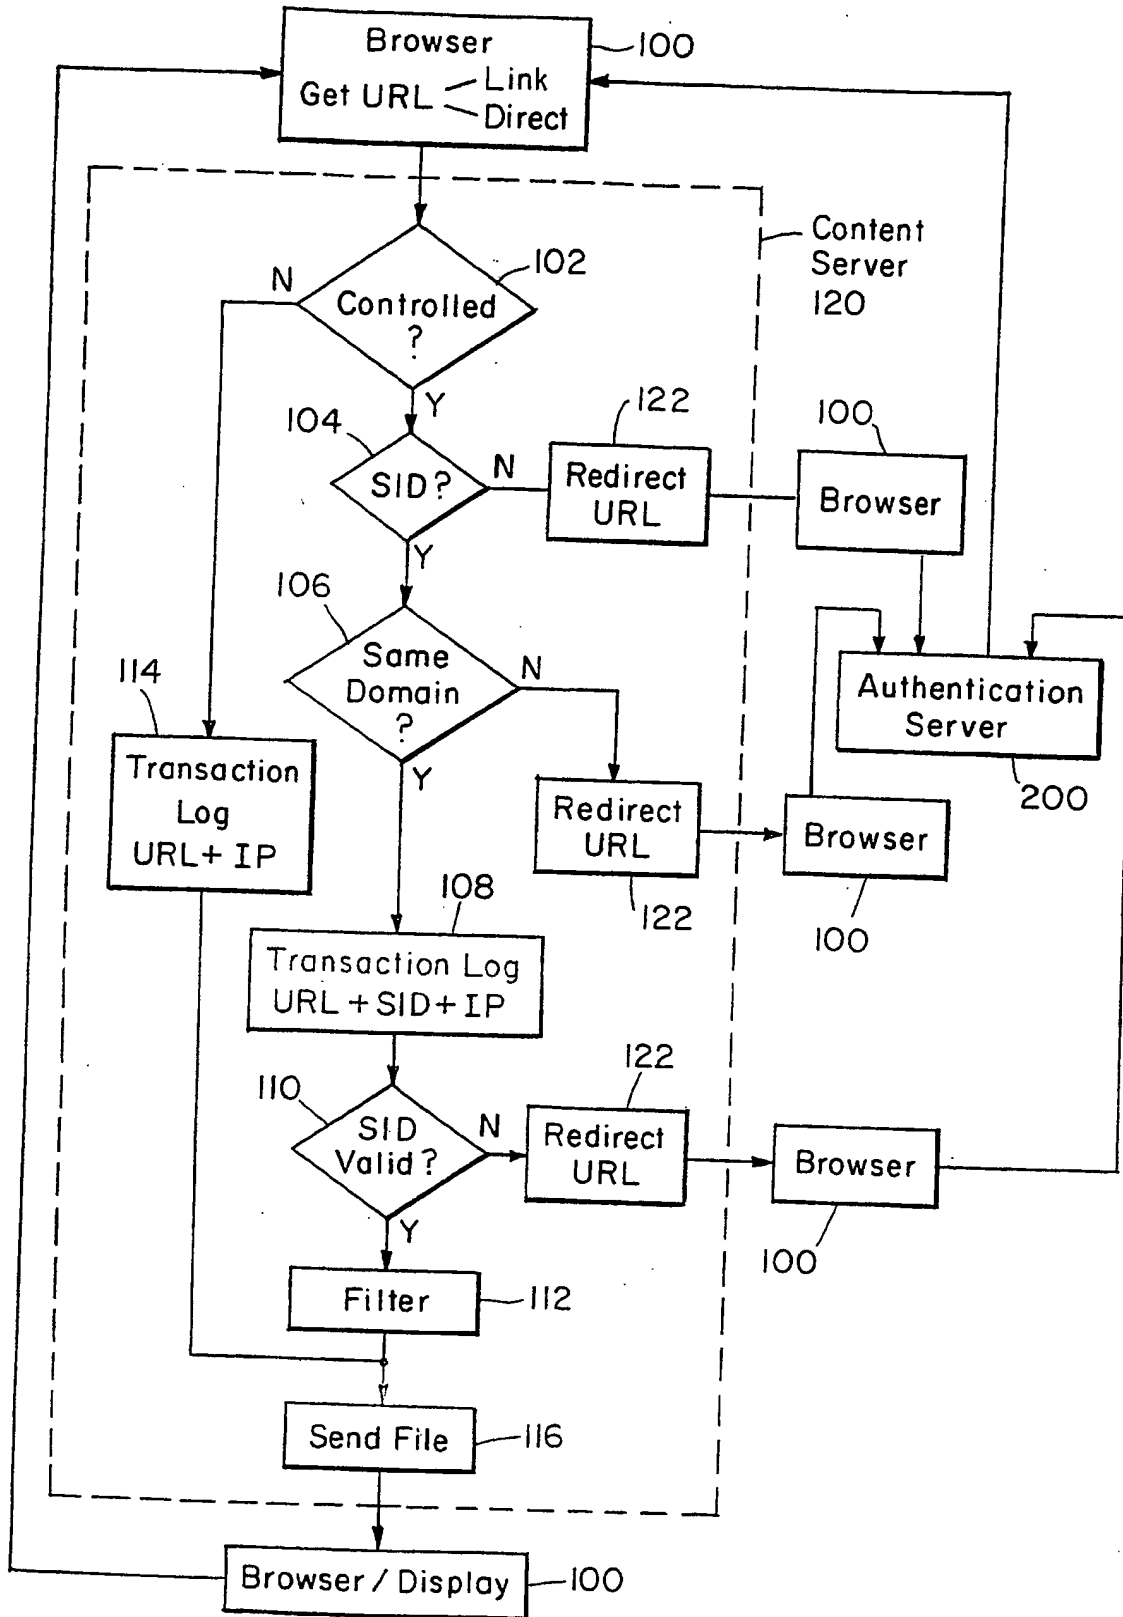 Browser
100
Get URL
Link
Direct
Content
Server
120
N
102
Controlled
?
Y
104
SID?
N
122
Redirect
URL
100
Browser
Y
106
Same
Domain
?
N
114
Transaction
Log
URL+ IP
Authentication
Server
200
Y
Redirect
URL
122
Browser
100
108
Transaction Log
URL + SID + IP
110
SID
Valid?
N
122
Redirect
URL
Browser
100
Y
Filter
112
Send File
116
Browser / Display
100